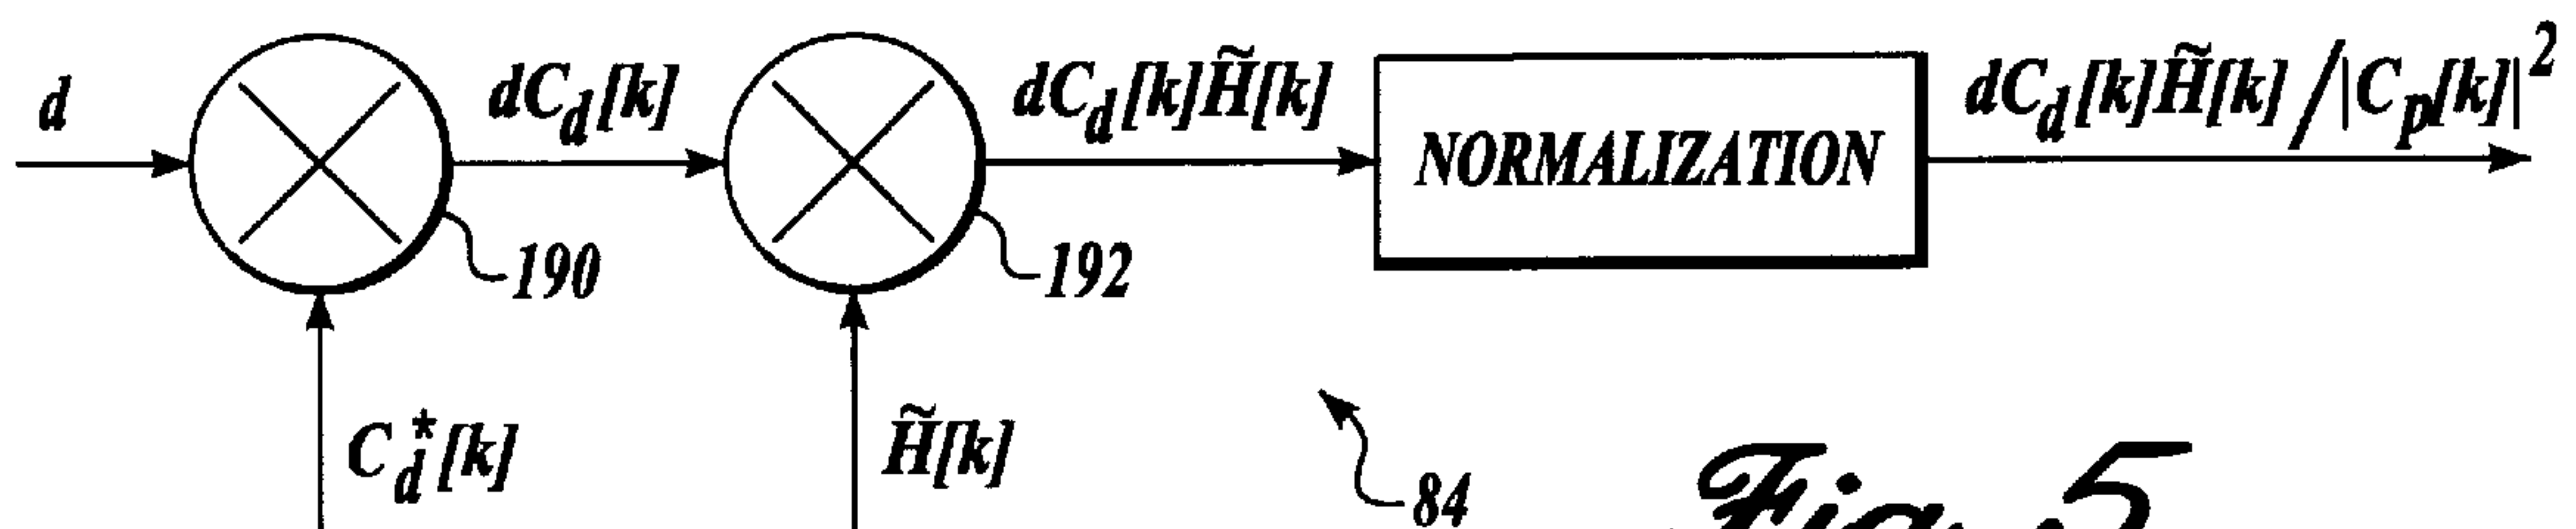 d
dC_d[k]
dC_d[k]H̃[k]
NORMALIZATION
dC_d[k]H̃[k]/|C_p[k]|²
190
192
C_d*[k]
H̃[k]
84
Fig. 5